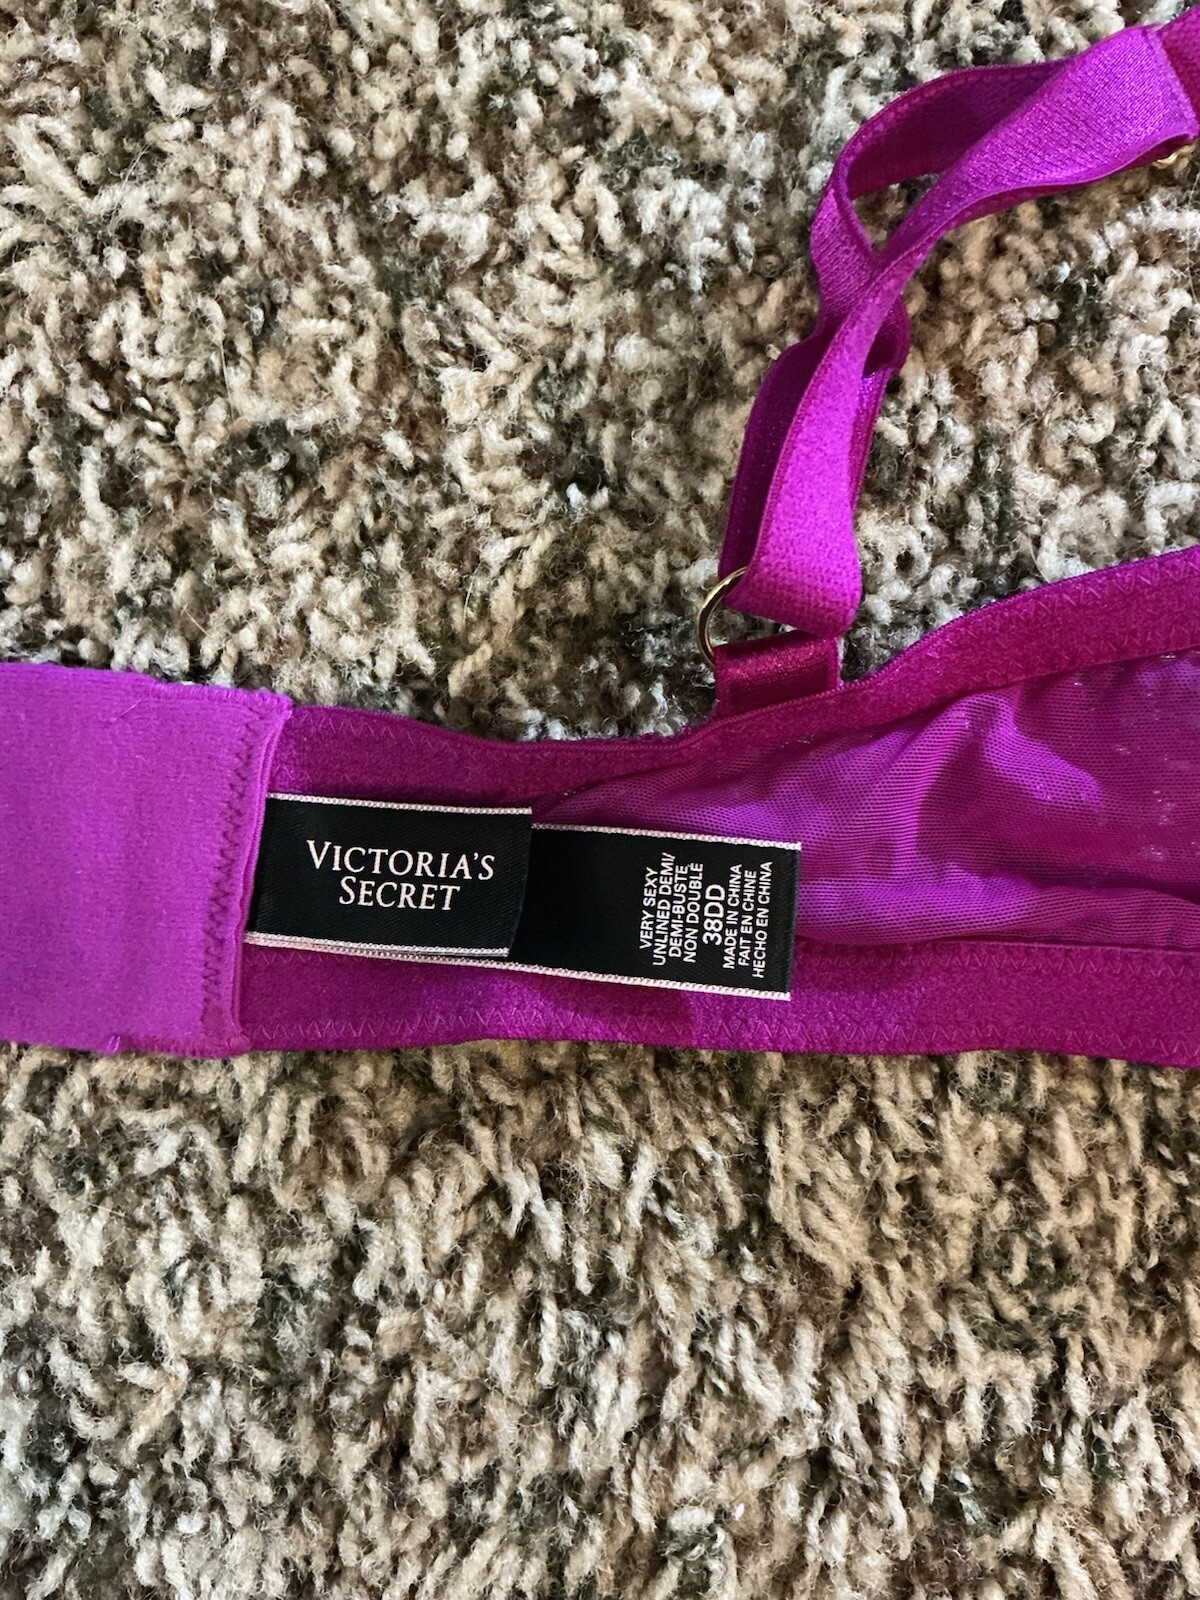 VICTORIA'S
SECRET
VERY SEXY
UNLINED DEMI/
DEMI-BUSTE
NON DOUBLÉ
38DD
MADE IN CHINA
FAIT EN CHINE
HECHO EN CHINA